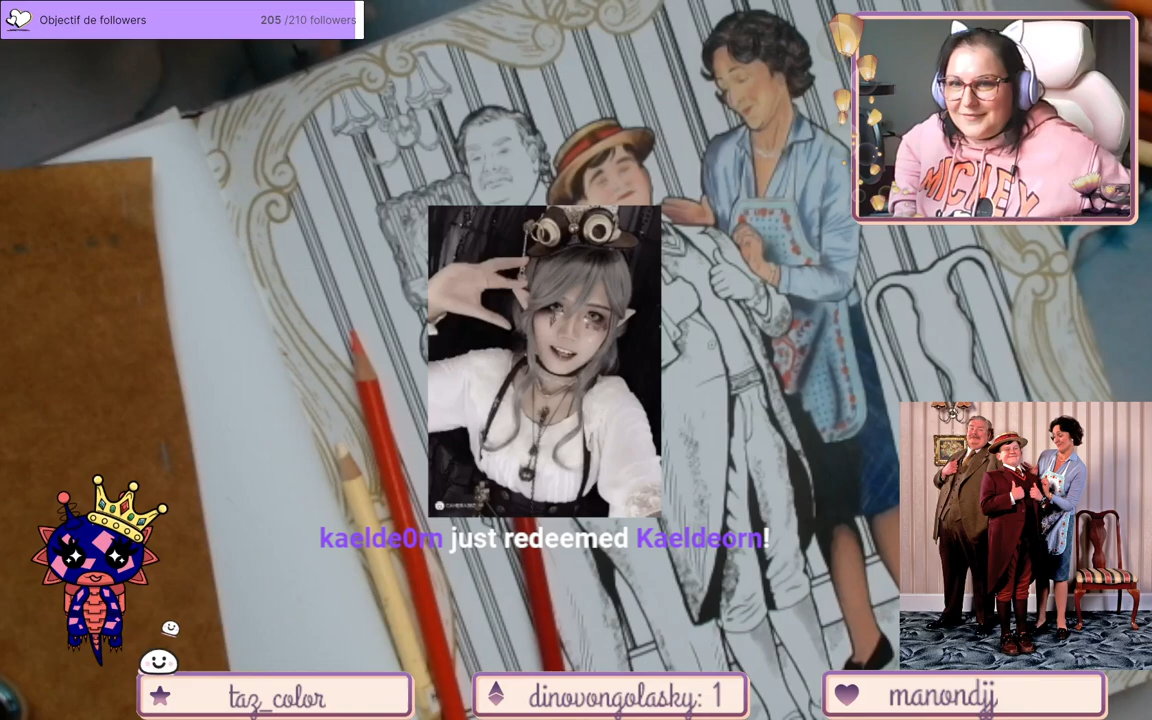 Objectif de followers 205 /210 followers
MICKEY
kaelde0rn just redeemed Kaeldeorn!
taz_color
dinovongolasky: 1
manondjj